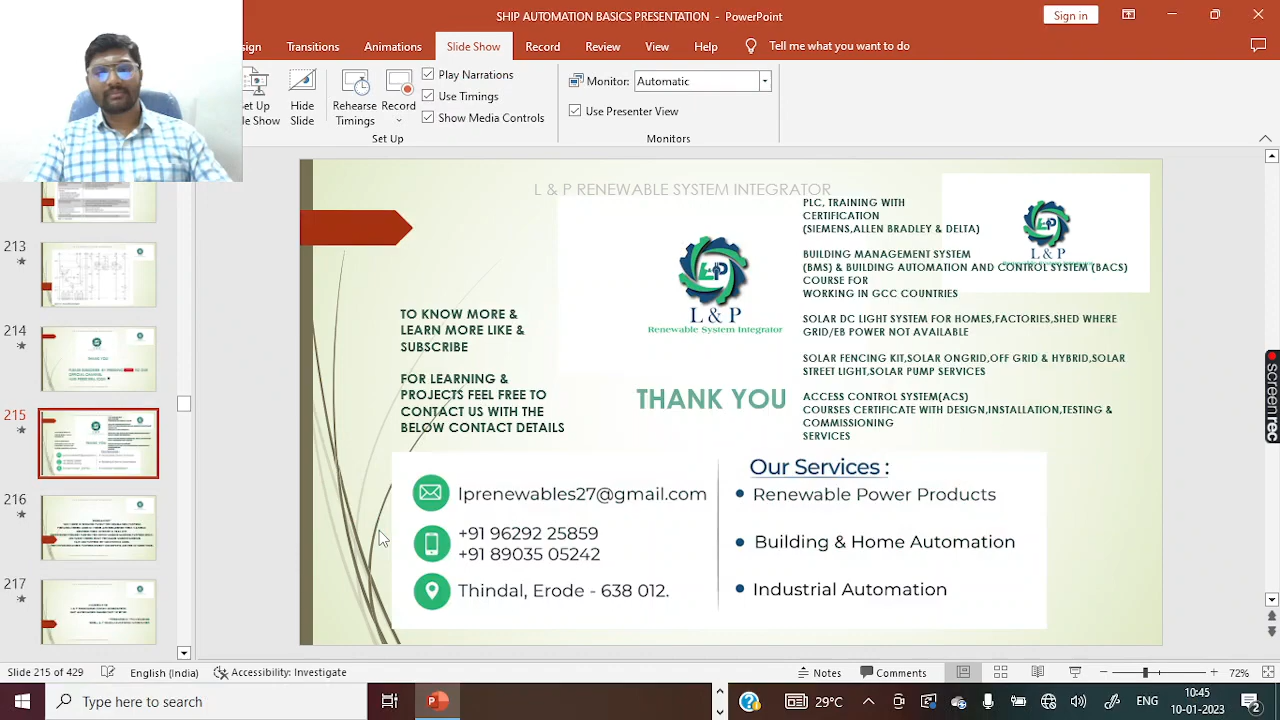 SHIP AUTOMATION
- PowerPoint
Sign in
sign
Transitions
Animations
Slide Show
Record
Review
View
Help
Tell me what you want to do
Set Up
Slide Show
Hide
Slide
Rehearse
Timings
Record
Play Narrations
Use Timings
Show Media Controls
Set Up
Monitor:
Automatic
Use Presenter View
Monitors
213
214
215
216
217
L & P RENEWABLE SYSTEM INTEGRATOR
TO KNOW MORE &
LEARN MORE LIKE &
SUBSCRIBE
FOR LEARNING &
PROJECTS FEEL FREE TO
CONTACT US WITH THE
BELOW CONTACT DETAILS
L&P
L & P
Renewable System Integrator
THANK YOU
PLC, TRAINING WITH
CERTIFICATION
(SIEMENS,ALLEN BRADLEY & DELTA)
BUILDING MANAGEMENT SYSTEM
(BMS) & BUILDING AUTOMATION AND CONTROL SYSTEM (BACS)
COURSE FOR
WORKING IN GCC COUNTRIES
SOLAR DC LIGHT SYSTEM FOR HOMES,FACTORIES,SHED WHERE
GRID/EB POWER NOT AVAILABLE
SOLAR FENCING KIT,SOLAR ONGRID,OFF GRID & HYBRID,SOLAR
STREET LIGHT,SOLAR PUMP SERVICES
ACCESS CONTROL SYSTEM(ACS)
COURSES CERTIFICATE WITH DESIGN,INSTALLATION,TESTING &
COMMISSIONING
SERVICES
L&P
L & P
lprenewables27@gmail.com
+91 96292 25859
+91 89035 05242
Thindal, Erode - 638 012.
Our Services :
Renewable Power Products
Building & Home Automation
Industrial Automation
screenrec
Slide 215 of 429
English (India)
Accessibility: Investigate
Notes
Comments
72%
Type here to search
29°C
ENG
10:45
10-01-2023
2